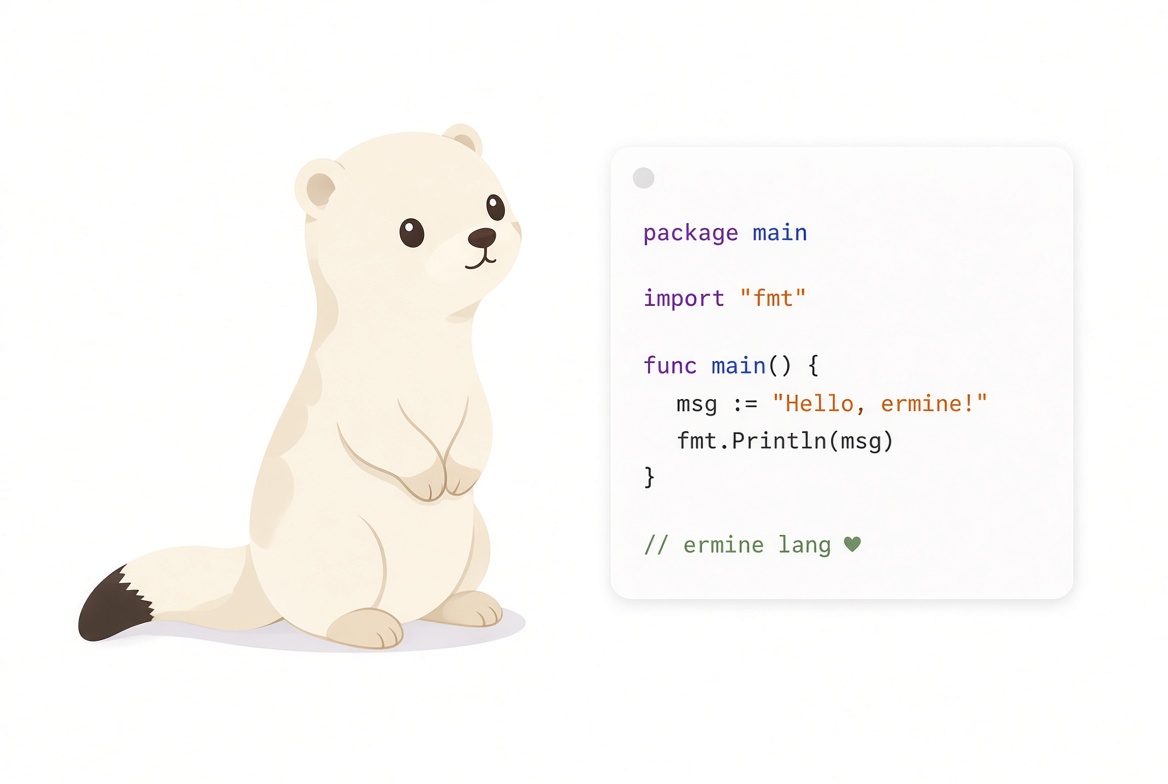 package main
import "fmt"
func main() {
msg := "Hello, ermine!"
fmt.Println(msg)
}
// ermine lang ♥